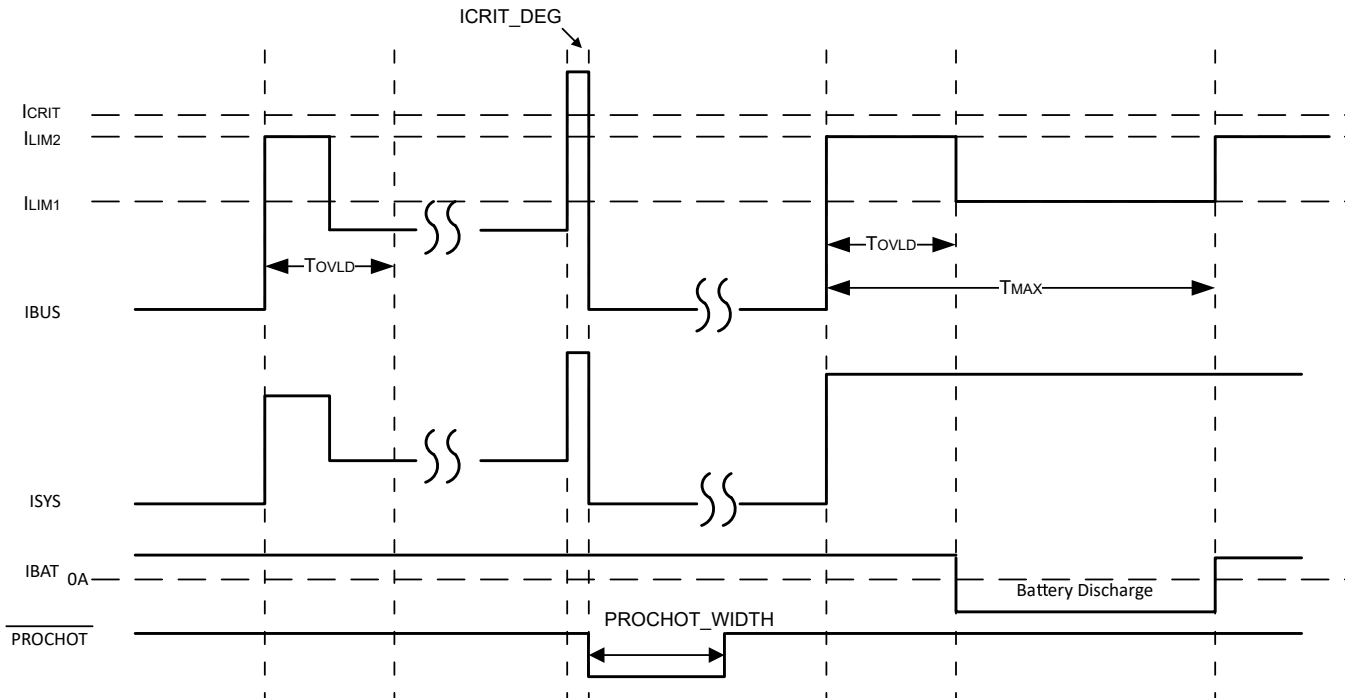 ICRIT_DEG
ICRIT
ILIM2
ILIM1
TOVLD
TOVLD
TMAX
IBUS
ISYS
IBAT 0A
Battery Discharge
PROCHOT_WIDTH
PROCHOT